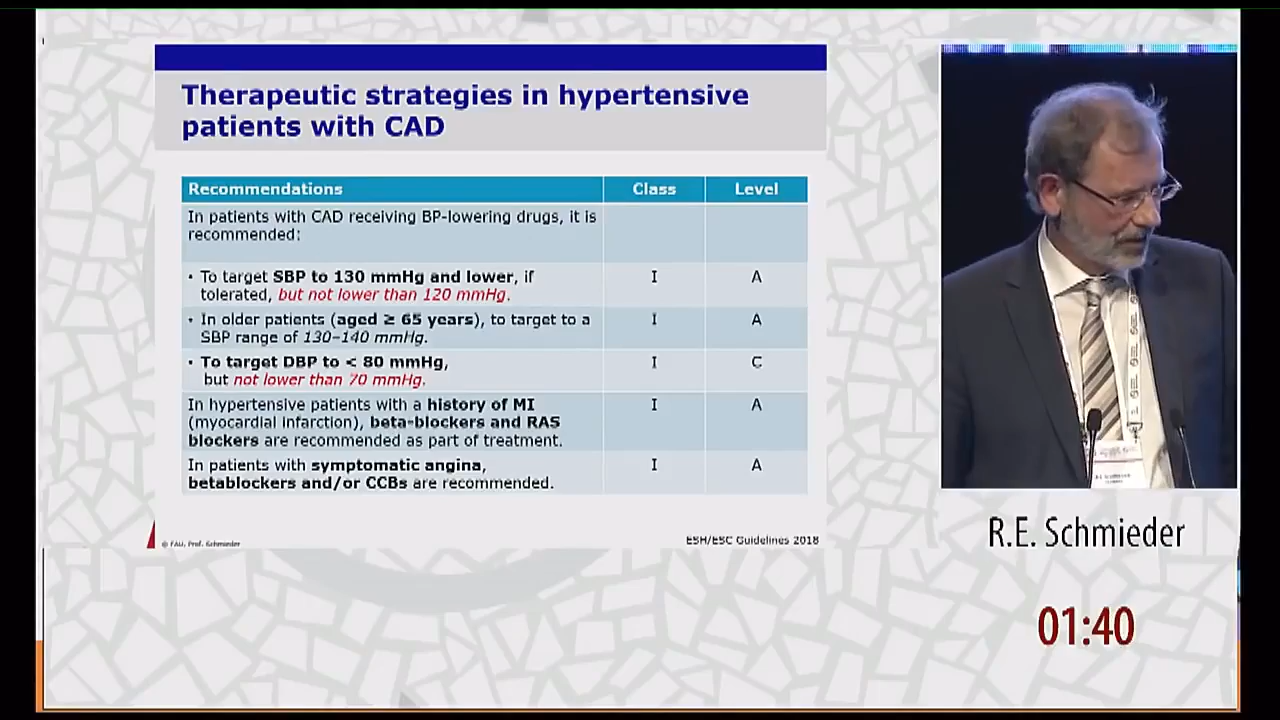 Therapeutic strategies in hypertensive
patients with CAD
Recommendations Class Level
In patients with CAD receiving BP-lowering drugs, it is
recommended:
• To target SBP to 130 mmHg and lower, if
tolerated, but not lower than 120 mmHg. I A
• In older patients (aged ≥ 65 years), to target to a
SBP range of 130–140 mmHg. I A
• To target DBP to < 80 mmHg,
but not lower than 70 mmHg. I C
In hypertensive patients with a history of MI
(myocardial infarction), beta-blockers and RAS
blockers are recommended as part of treatment. I A
In patients with symptomatic angina,
betablockers and/or CCBs are recommended. I A
© FAU, Prof. Schmieder
ESH/ESC Guidelines 2018
R.E. Schmieder
01:40